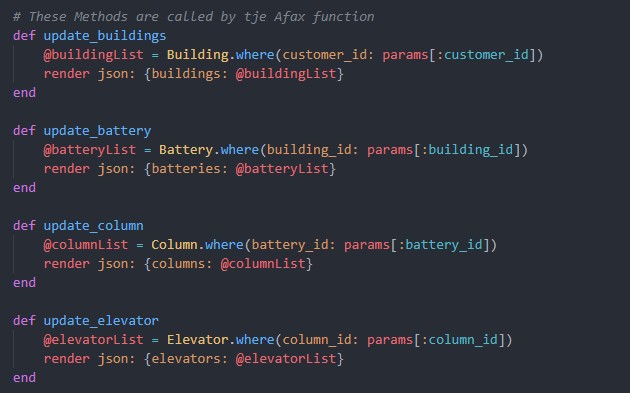 # These Methods are called by tje Afax function
def update_buildings
    @buildingList = Building.where(customer_id: params[:customer_id])
    render json: {buildings: @buildingList}
end

def update_battery
    @batteryList = Battery.where(building_id: params[:building_id])
    render json: {batteries: @batteryList}
end

def update_column
    @columnList = Column.where(battery_id: params[:battery_id])
    render json: {columns: @columnList}
end

def update_elevator
    @elevatorList = Elevator.where(column_id: params[:column_id])
    render json: {elevators: @elevatorList}
end